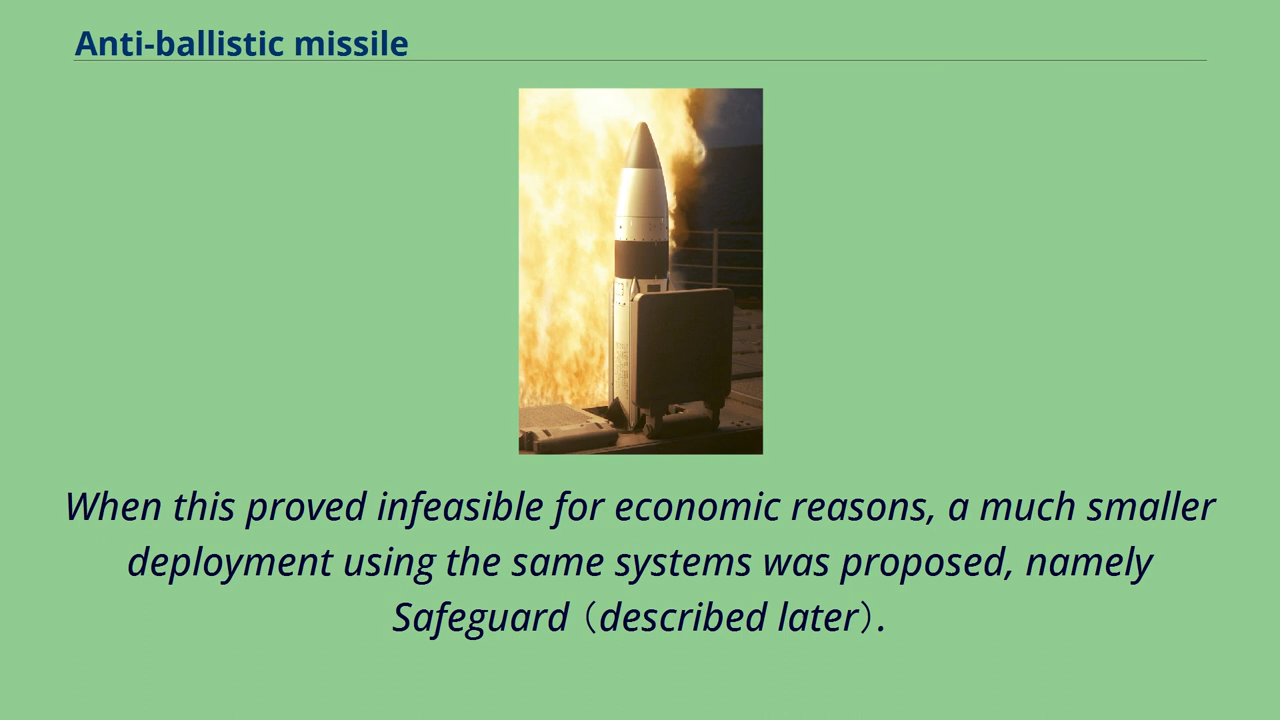 Anti-ballistic missile
When this proved infeasible for economic reasons, a much smaller
deployment using the same systems was proposed, namely
Safeguard（described later）.